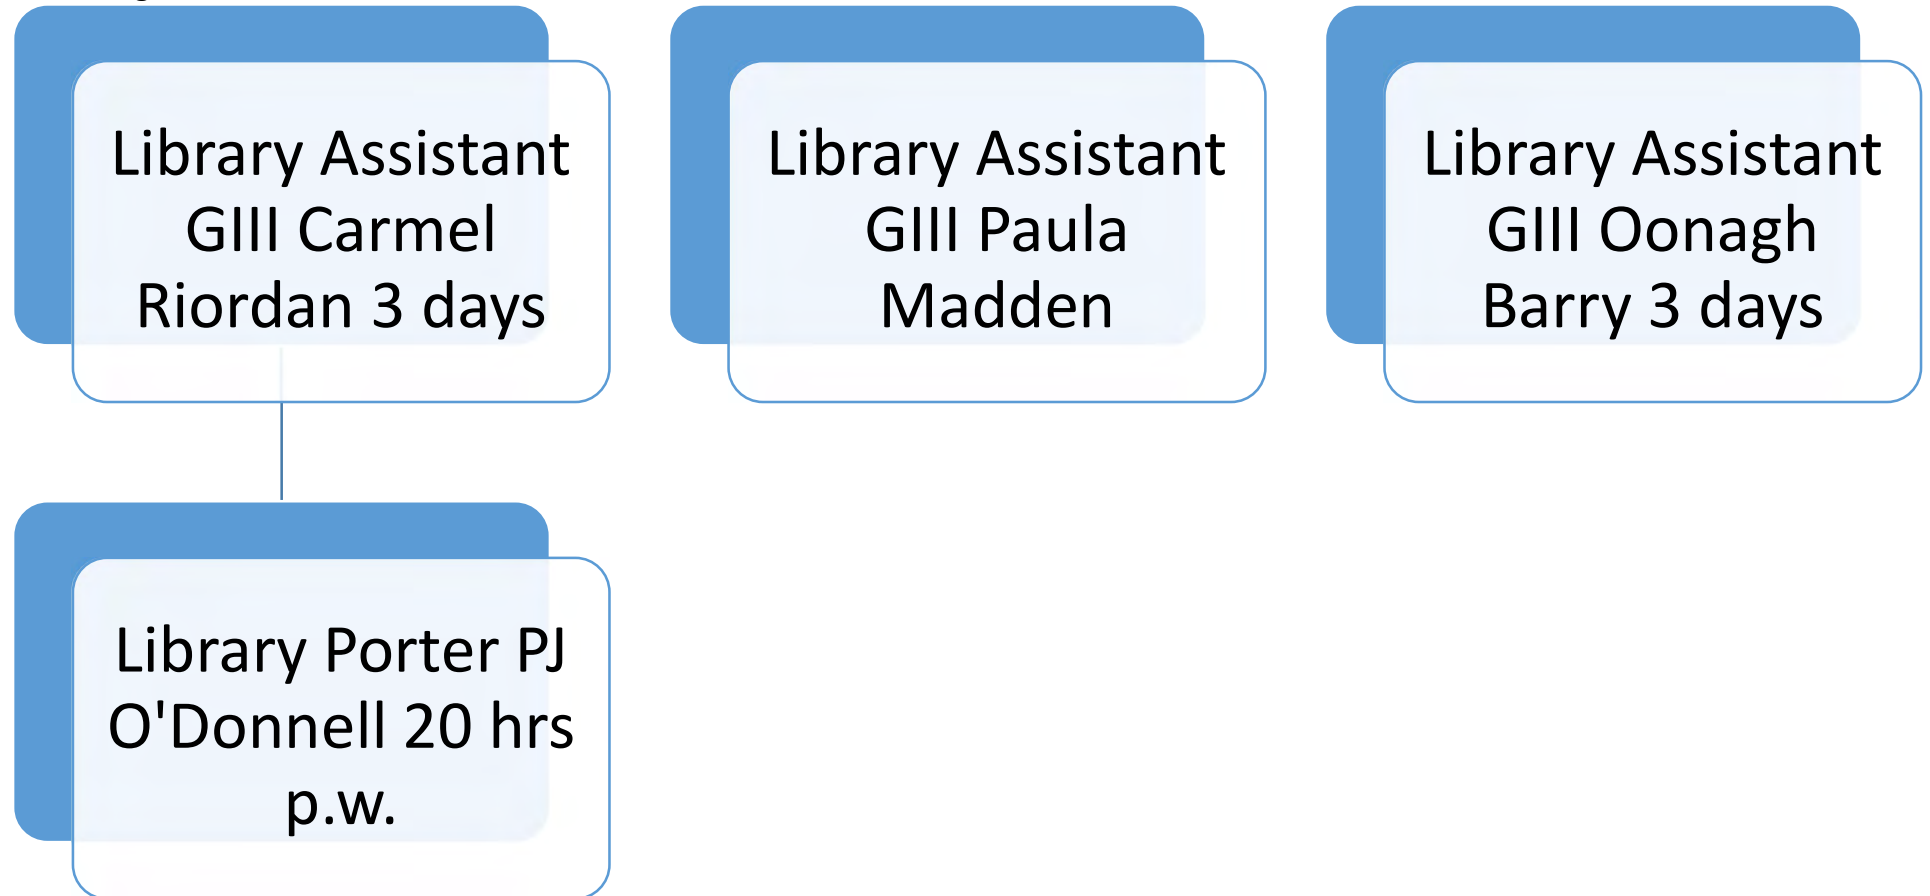 Library Assistant
GIII Carmel
Riordan 3 days
Library Assistant
GIII Paula
Madden
Library Assistant
GIII Oonagh
Barry 3 days
Library Porter PJ
O'Donnell 20 hrs
p.w.